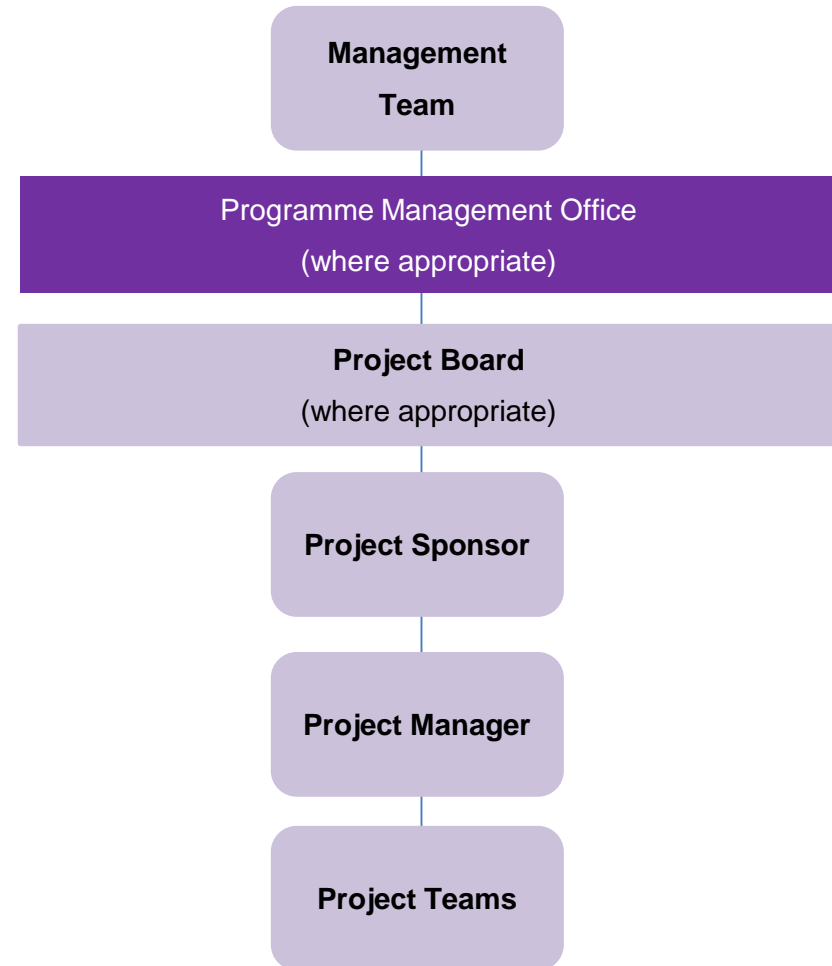 Management
Team
Programme Management Office
(where appropriate)
Project Board
(where appropriate)
Project Sponsor
Project Manager
Project Teams